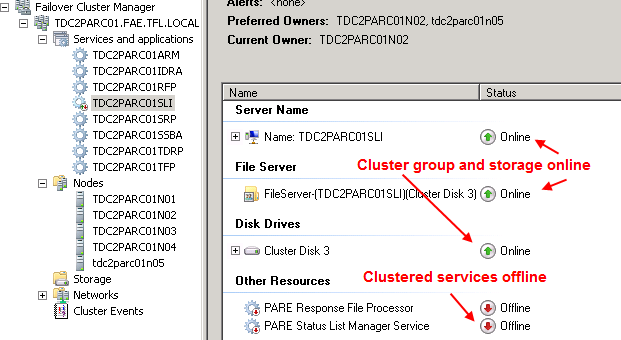 Failover Cluster Manager
TDC2PARC01.FAE.TFL.LOCAL
Services and applications
TDC2PARC01ARM
TDC2PARC01IDRA
TDC2PARC01RFP
TDC2PARC01SLI
TDC2PARC01SRP
TDC2PARC01SSBA
TDC2PARC01TDRP
TDC2PARC01TFP
Nodes
TDC2PARC01N01
TDC2PARC01N02
TDC2PARC01N03
TDC2PARC01N04
tdc2parc01n05
Storage
Networks
Cluster Events
Alerts: <none>
Preferred Owners: TDC2PARC01N02, tdc2parc01n05
Current Owner: TDC2PARC01N02
Name Status
Server Name
Name: TDC2PARC01SLI Online
File Server
Cluster group and storage online
FileServer-(TDC2PARC01SLI)(Cluster Disk 3) Online
Disk Drives
Cluster Disk 3 Online
Other Resources
Clustered services offline
PARE Response File Processor Offline
PARE Status List Manager Service Offline